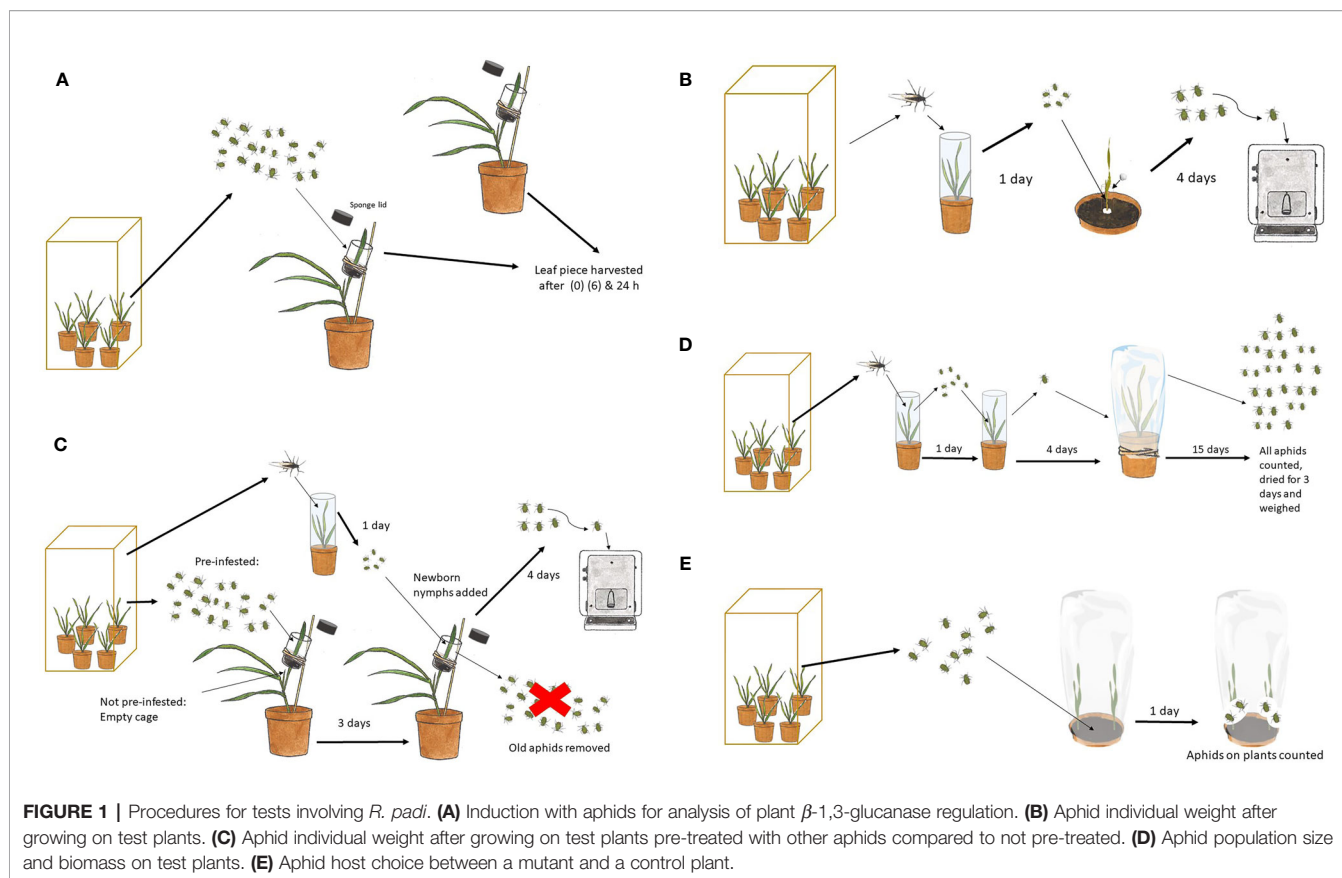 A
Sponge lid
Leaf piece harvested
after (0) (6) & 24 h
B
1 day
4 days
C
1 day
Pre-infested:
Newborn
nymphs added
4 days
Not pre-infested:
Empty cage
3 days
Old aphids removed
D
1 day
4 days
15 days
All aphids
counted,
dried for 3
days and
weighed
E
1 day
Aphids on plants counted
FIGURE 1 | Procedures for tests involving R. padi. (A) Induction with aphids for analysis of plant β-1,3-glucanase regulation. (B) Aphid individual weight after
growing on test plants. (C) Aphid individual weight after growing on test plants pre-treated with other aphids compared to not pre-treated. (D) Aphid population size
and biomass on test plants. (E) Aphid host choice between a mutant and a control plant.